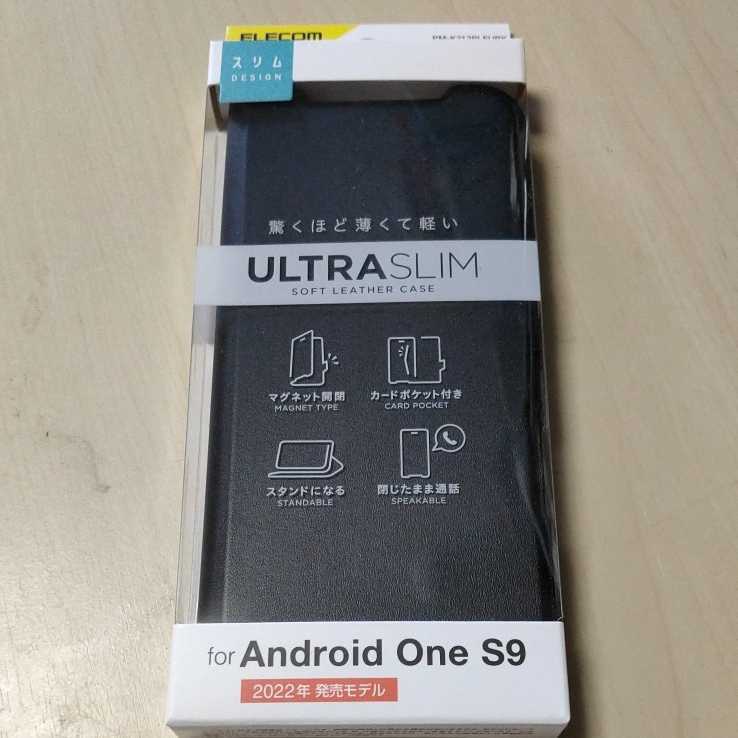 ELECOM
スリム
DESIGN
驚くほど薄くて軽い
ULTRASLIM
SOFT LEATHER CASE
マグネット開閉
MAGNET TYPE
カードポケット付き
CARD POCKET
スタンドになる
STANDABLE
閉じたまま通話
SPEAKABLE
for Android One S9
2022年 発売モデル